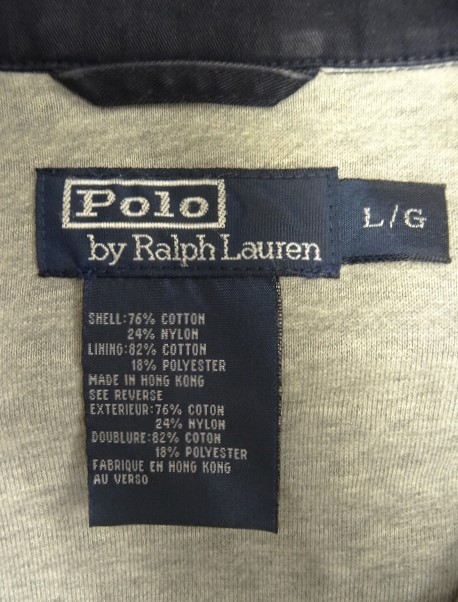 Polo
by Ralph Lauren
L/G
SHELL:76% COTTON
24% NYLON
LINING:82% COTTON
18% POLYESTER
MADE IN HONG KONG
SEE REVERSE
EXTERIEUR:76% COTON
24% NYLON
DOUBLURE:82% COTON
18% POLYESTER
FABRIQUE EN HONG KONG
AU VERSO